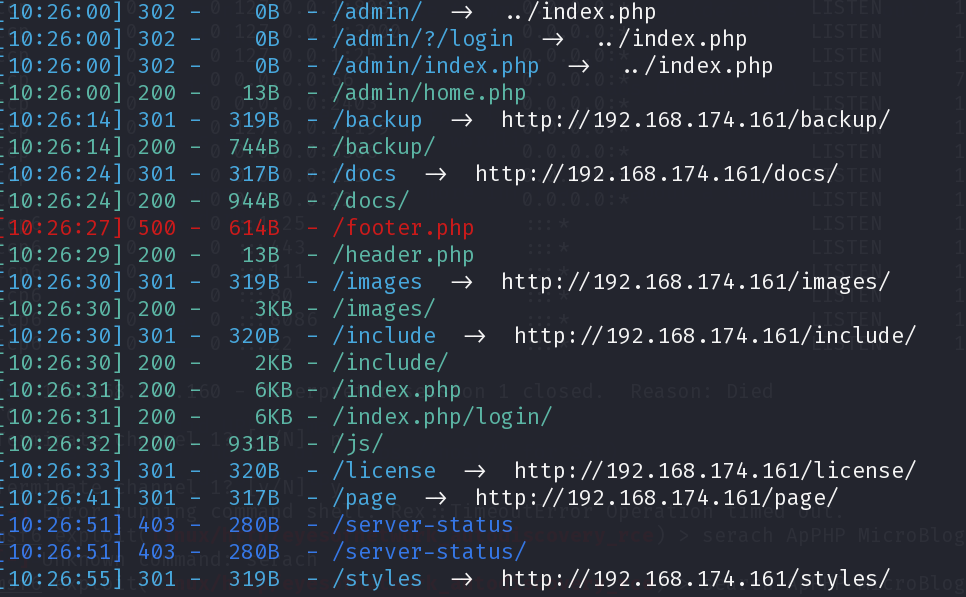 [10:26:00] 302 -    0B  - /admin/  ->  ../index.php
[10:26:00] 302 -    0B  - /admin/?/login  ->  ../index.php
[10:26:00] 302 -    0B  - /admin/index.php  ->  ../index.php
[10:26:00] 200 -   13B  - /admin/home.php
[10:26:14] 301 -  319B  - /backup  ->  http://192.168.174.161/backup/
[10:26:14] 200 -  744B  - /backup/
[10:26:24] 301 -  317B  - /docs  ->  http://192.168.174.161/docs/
[10:26:24] 200 -  944B  - /docs/
[10:26:27] 500 -  614B  - /footer.php
[10:26:29] 200 -   13B  - /header.php
[10:26:30] 301 -  319B  - /images  ->  http://192.168.174.161/images/
[10:26:30] 200 -    3KB - /images/
[10:26:30] 301 -  320B  - /include  ->  http://192.168.174.161/include/
[10:26:30] 200 -    2KB - /include/
[10:26:31] 200 -    6KB - /index.php
[10:26:31] 200 -    6KB - /index.php/login/
[10:26:32] 200 -  931B  - /js/
[10:26:33] 301 -  320B  - /license  ->  http://192.168.174.161/license/
[10:26:41] 301 -  317B  - /page  ->  http://192.168.174.161/page/
[10:26:51] 403 -  280B  - /server-status
[10:26:51] 403 -  280B  - /server-status/
[10:26:55] 301 -  319B  - /styles  ->  http://192.168.174.161/styles/